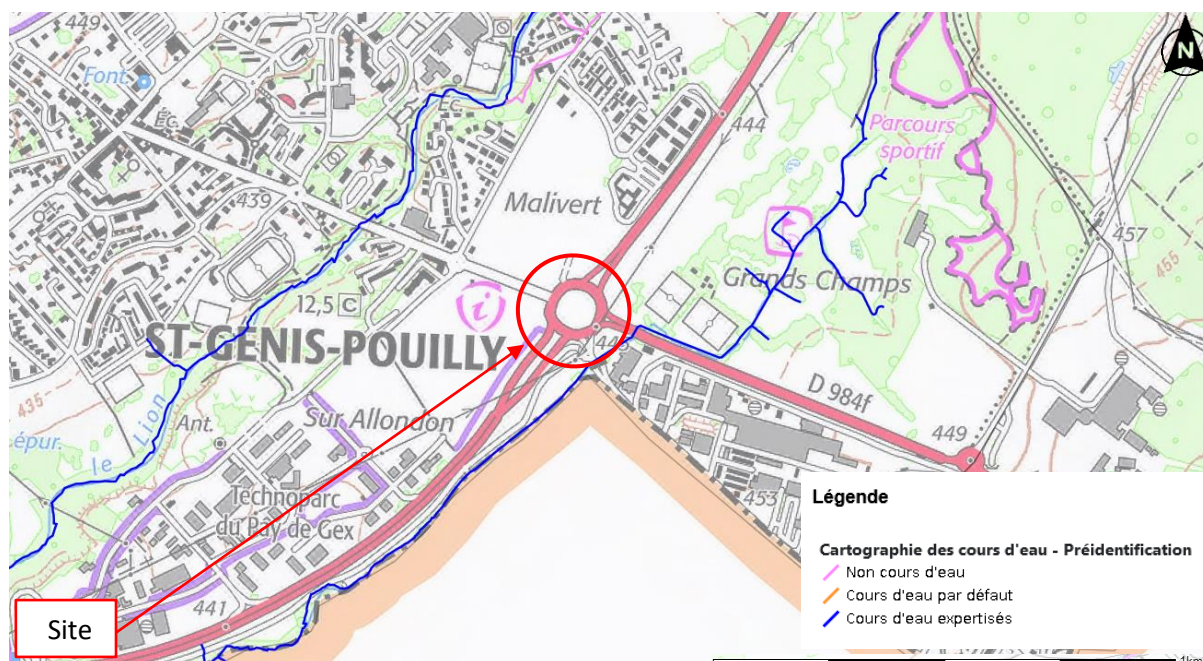 449
Font.
Éc.
Éc.
N
444
Parcours
sportif
439
Malivert
457
455
Grands Champs
12,5 C
i
ST-GENIS-POUILLY
D 984f
435
Sur Allondon
Ant.
le Lion
épur.
449
Technoparc
du Pay de Gex
453
441
Site
Légende
Cartographie des cours d'eau - Préidentification
Non cours d'eau
Cours d'eau par défaut
Cours d'eau expertisés